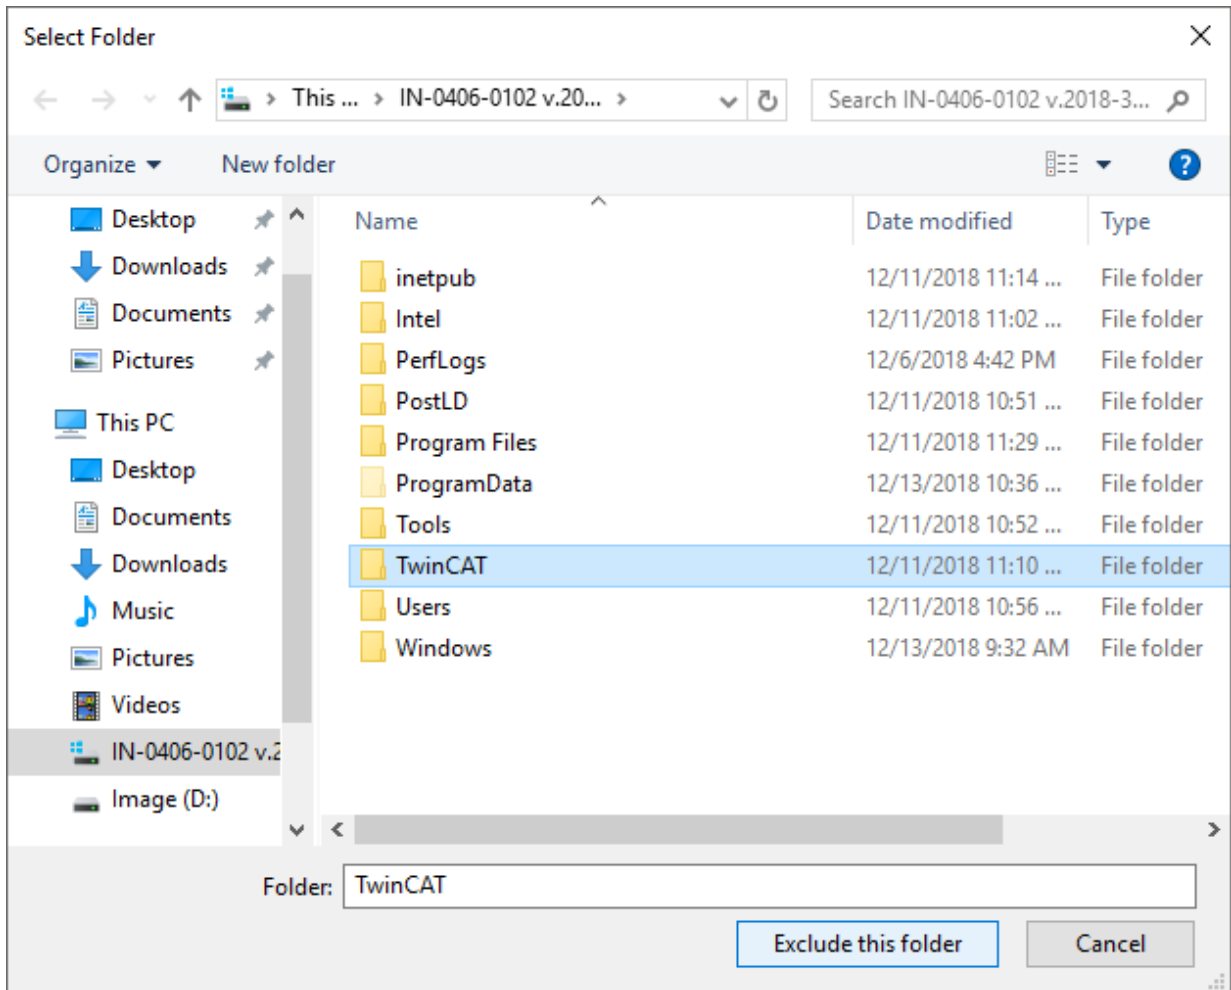 Select Folder
This ... > IN-0406-0102 v.20... >
Search IN-0406-0102 v.2018-3...
Organize
New folder
Desktop
Downloads
Documents
Pictures
This PC
Desktop
Documents
Downloads
Music
Pictures
Videos
IN-0406-0102 v.2
Image (D:)
Name Date modified Type
inetpub 12/11/2018 11:14 ... File folder
Intel 12/11/2018 11:02 ... File folder
PerfLogs 12/6/2018 4:42 PM File folder
PostLD 12/11/2018 10:51 ... File folder
Program Files 12/11/2018 11:29 ... File folder
ProgramData 12/13/2018 10:36 ... File folder
Tools 12/11/2018 10:52 ... File folder
TwinCAT 12/11/2018 11:10 ... File folder
Users 12/11/2018 10:56 ... File folder
Windows 12/13/2018 9:32 AM File folder
Folder: TwinCAT
Exclude this folder
Cancel